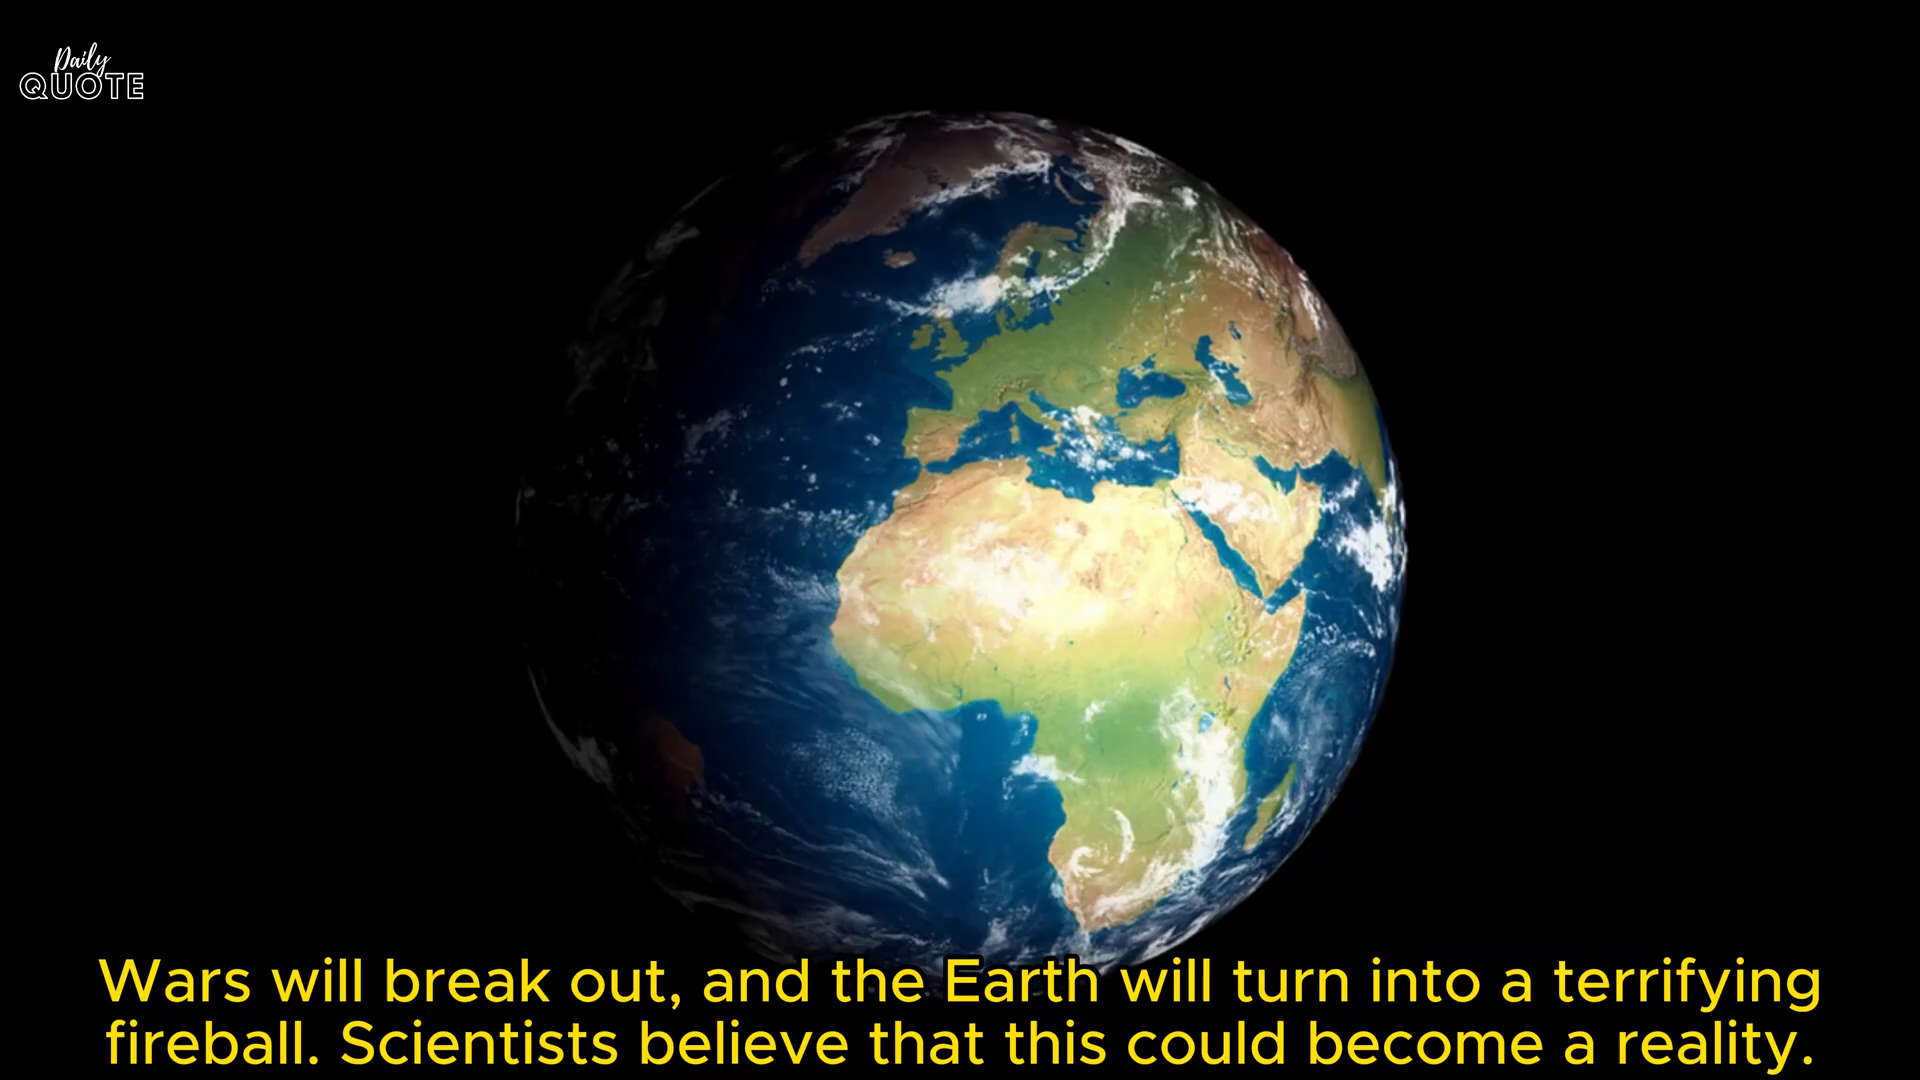 Daily
QUOTE
Wars will break out, and the Earth will turn into a terrifying
fireball. Scientists believe that this could become a reality.